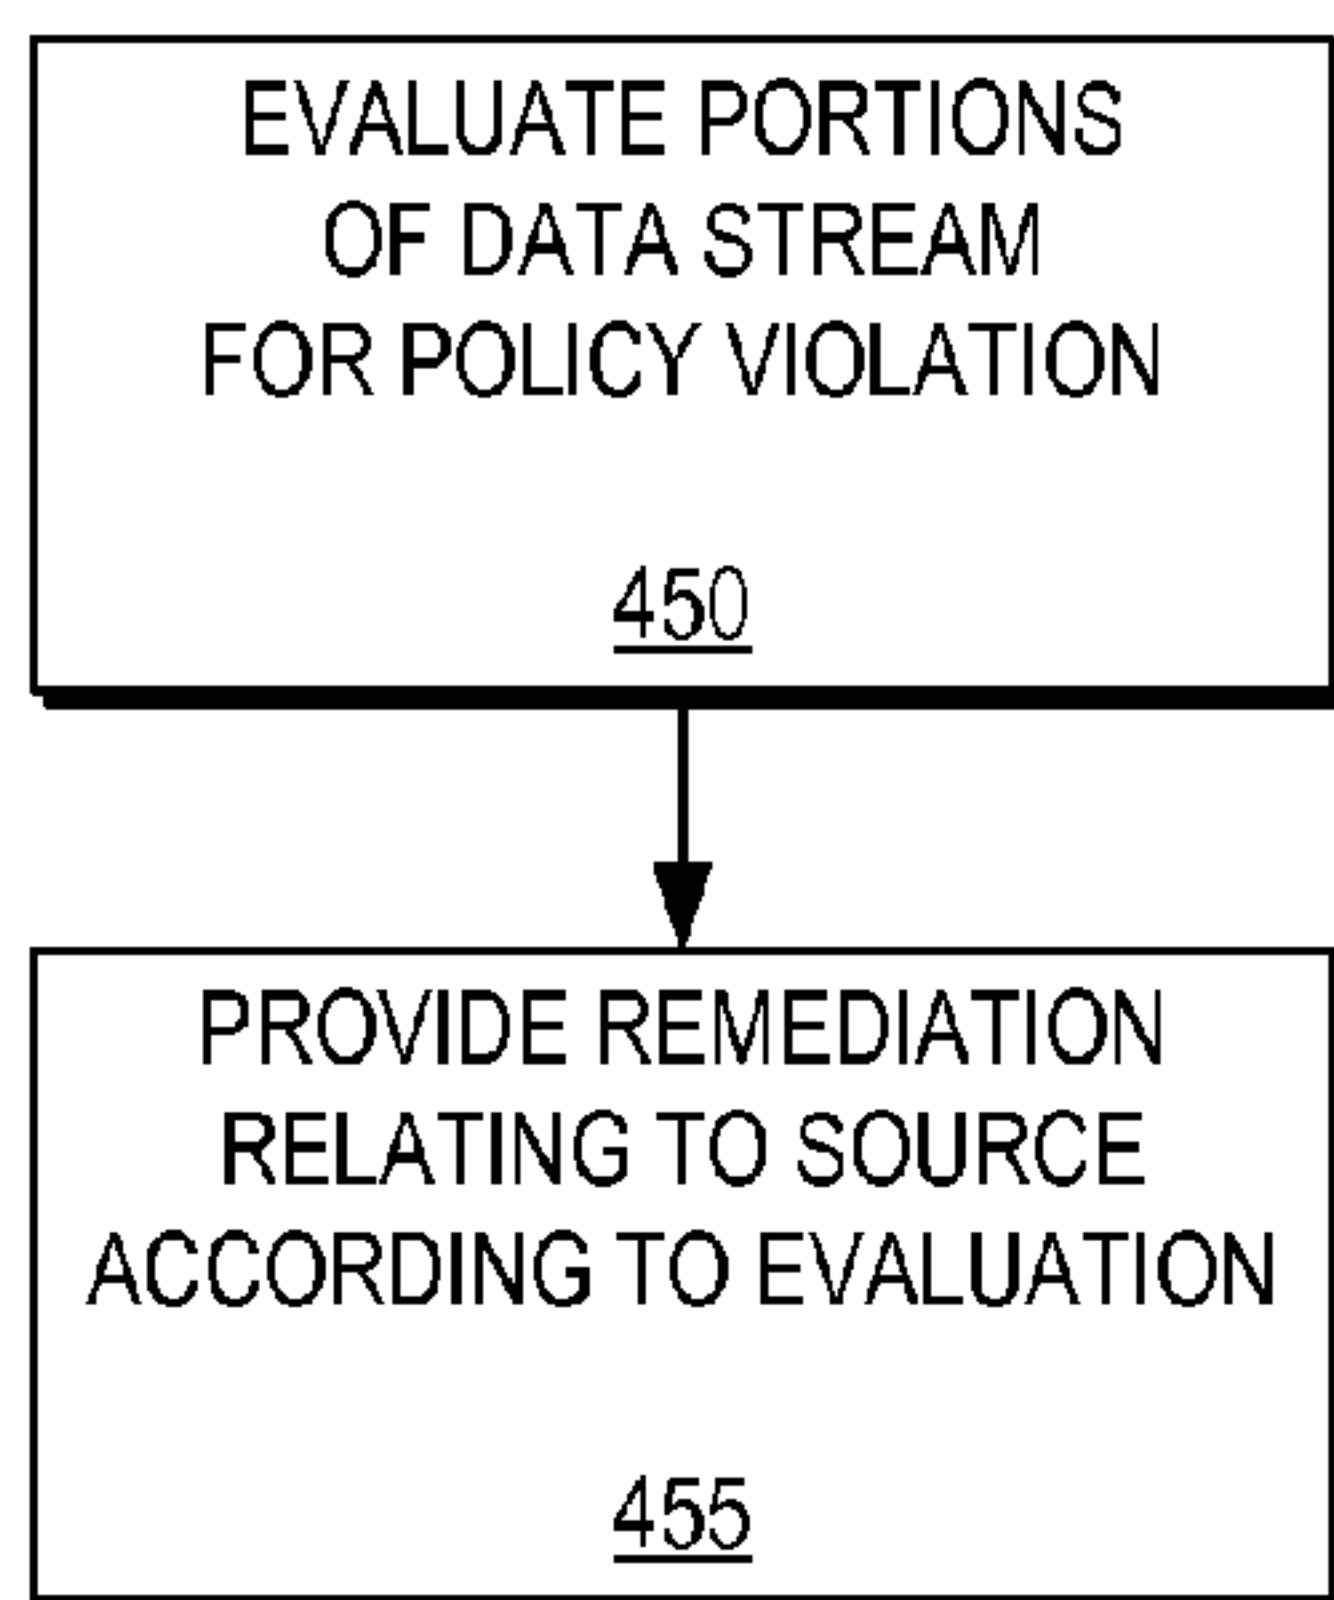 EVALUATE PORTIONS
OF DATA STREAM
FOR POLICY VIOLATION
450
PROVIDE REMEDIATION
RELATING TO SOURCE
ACCORDING TO EVALUATION
455